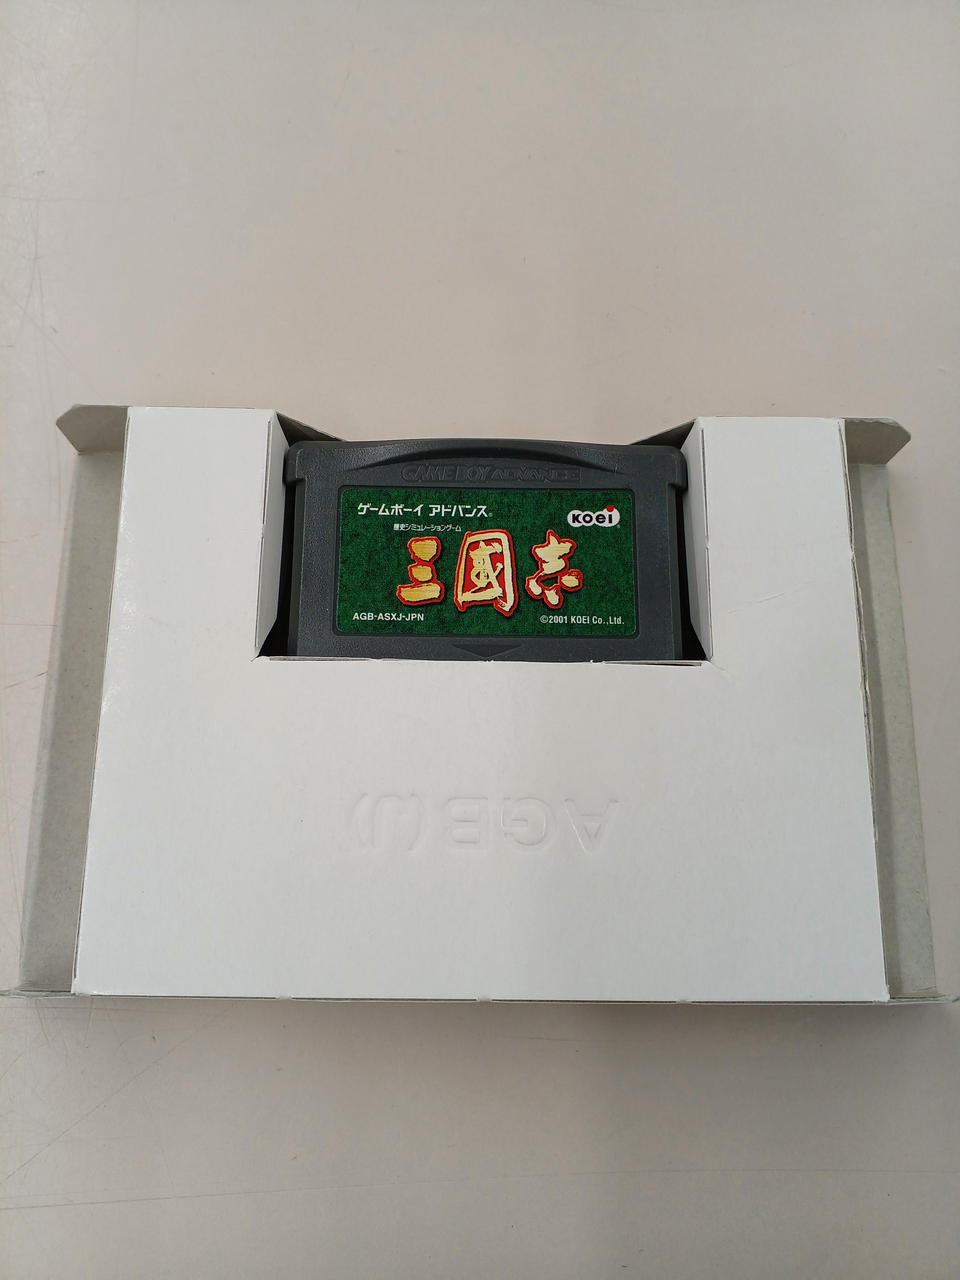 GAME BOY ADVANCE
ゲームボーイ アドバンス®
KOEI
歴史シミュレーションゲーム
三國志
AGB-ASXJ-JPN
©2001 KOEI Co.,Ltd.
AGB(J)